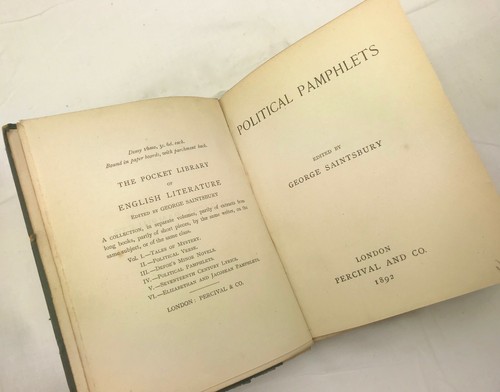 Demy 16mo, 3s. 6d. each.
Bound in paper boards, with parchment back.
THE POCKET LIBRARY
OF
ENGLISH LITERATURE
EDITED BY GEORGE SAINTSBURY
A COLLECTION, in separate volumes, partly of extracts from
long books, partly of short pieces, by the same writer, on the
same subject, or of the same class.
Vol. I.—TALES OF MYSTERY.
II.—POLITICAL VERSE.
III.—DEFOE'S MINOR NOVELS.
IV.—POLITICAL PAMPHLETS.
V.—SEVENTEENTH CENTURY LYRICS.
VI.—ELIZABETHAN AND JACOBEAN PAMPHLETS.
LONDON: PERCIVAL & CO.
POLITICAL PAMPHLETS
EDITED BY
GEORGE SAINTSBURY
LONDON
PERCIVAL AND CO.
1892